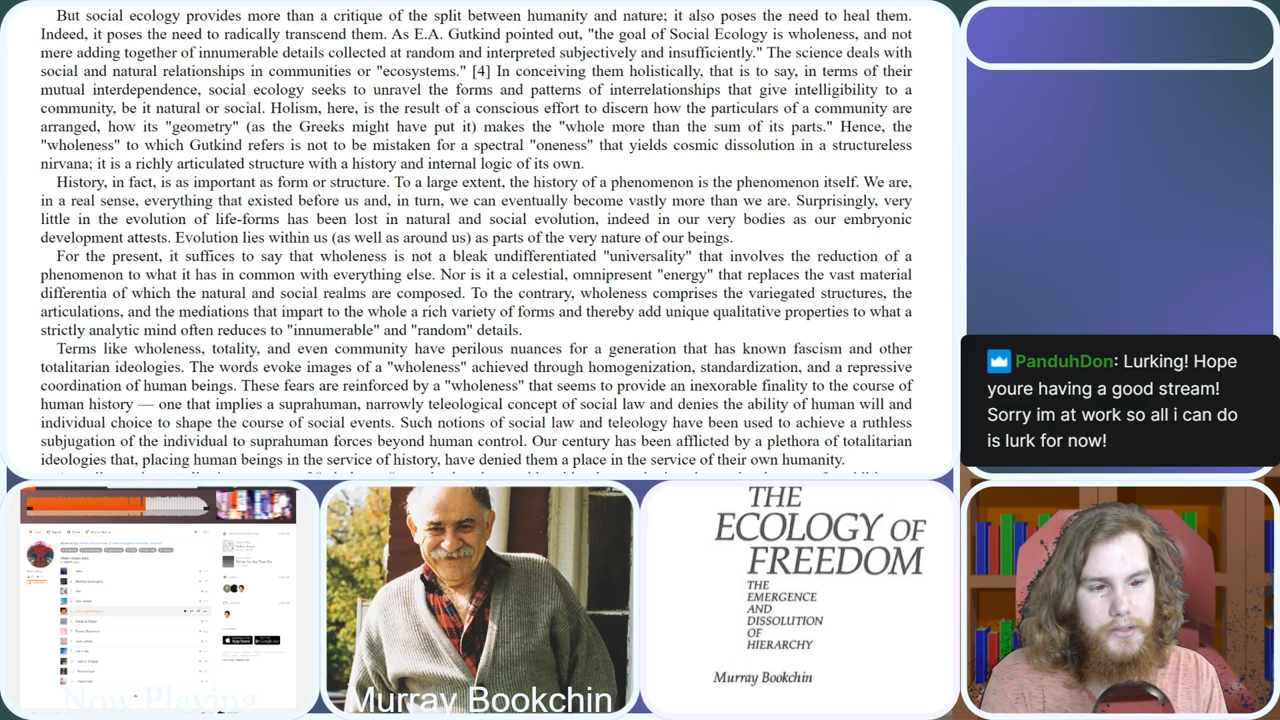 But social ecology provides more than a critique of the split between humanity and nature; it also poses the need to heal them.
Indeed, it poses the need to radically transcend them. As E.A. Gutkind pointed out, "the goal of Social Ecology is wholeness, and not
mere adding together of innumerable details collected at random and interpreted subjectively and insufficiently." The science deals with
social and natural relationships in communities or "ecosystems." [4] In conceiving them holistically, that is to say, in terms of their
mutual interdependence, social ecology seeks to unravel the forms and patterns of interrelationships that give intelligibility to a
community, be it natural or social. Holism, here, is the result of a conscious effort to discern how the particulars of a community are
arranged, how its "geometry" (as the Greeks might have put it) makes the "whole more than the sum of its parts." Hence, the
"wholeness" to which Gutkind refers is not to be mistaken for a spectral "oneness" that yields cosmic dissolution in a structureless
nirvana; it is a richly articulated structure with a history and internal logic of its own.
History, in fact, is as important as form or structure. To a large extent, the history of a phenomenon is the phenomenon itself. We are,
in a real sense, everything that existed before us and, in turn, we can eventually become vastly more than we are. Surprisingly, very
little in the evolution of life-forms has been lost in natural and social evolution, indeed in our very bodies as our embryonic
development attests. Evolution lies within us (as well as around us) as parts of the very nature of our beings.
For the present, it suffices to say that wholeness is not a bleak undifferentiated "universality" that involves the reduction of a
phenomenon to what it has in common with everything else. Nor is it a celestial, omnipresent "energy" that replaces the vast material
differentia of which the natural and social realms are composed. To the contrary, wholeness comprises the variegated structures, the
articulations, and the mediations that impart to the whole a rich variety of forms and thereby add unique qualitative properties to what a
strictly analytic mind often reduces to "innumerable" and "random" details.
Terms like wholeness, totality, and even community have perilous nuances for a generation that has known fascism and other
totalitarian ideologies. The words evoke images of a "wholeness" achieved through homogenization, standardization, and a repressive
coordination of human beings. These fears are reinforced by a "wholeness" that seems to provide an inexorable finality to the course of
human history — one that implies a suprahuman, narrowly teleological concept of social law and denies the ability of human will and
individual choice to shape the course of social events. Such notions of social law and teleology have been used to achieve a ruthless
subjugation of the individual to suprahuman forces beyond human control. Our century has been afflicted by a plethora of totalitarian
ideologies that, placing human beings in the service of history, have denied them a place in the service of their own humanity.
PanduhDon: Lurking! Hope
youre having a good stream!
Sorry im at work so all i can do
is lurk for now!
Now Playing
Murray Bookchin
THE
ECOLOGY OF
FREEDOM
THE
EMERGENCE
AND
DISSOLUTION
OF
HIERARCHY
Murray Bookchin